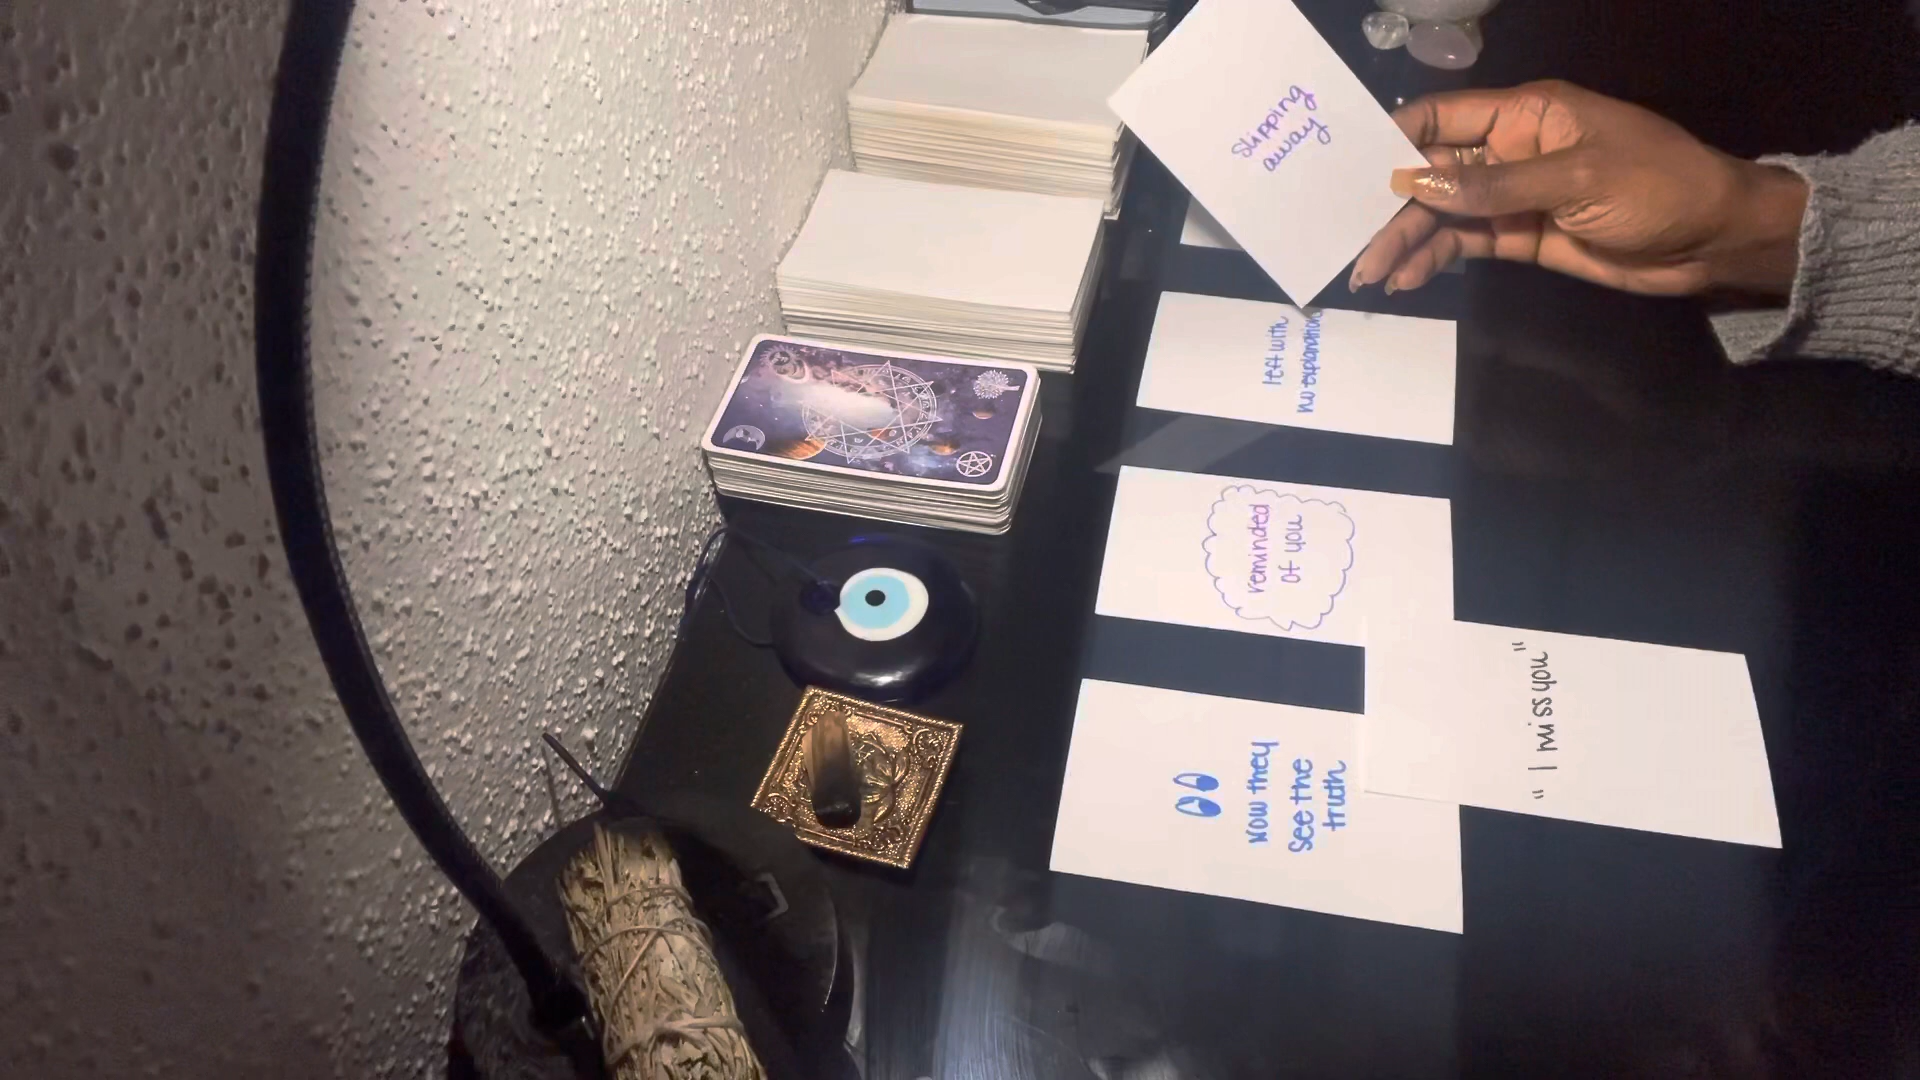 Now they
see the
truth
"I miss you"
reminded
of you
left with
no explanation
slipping
away